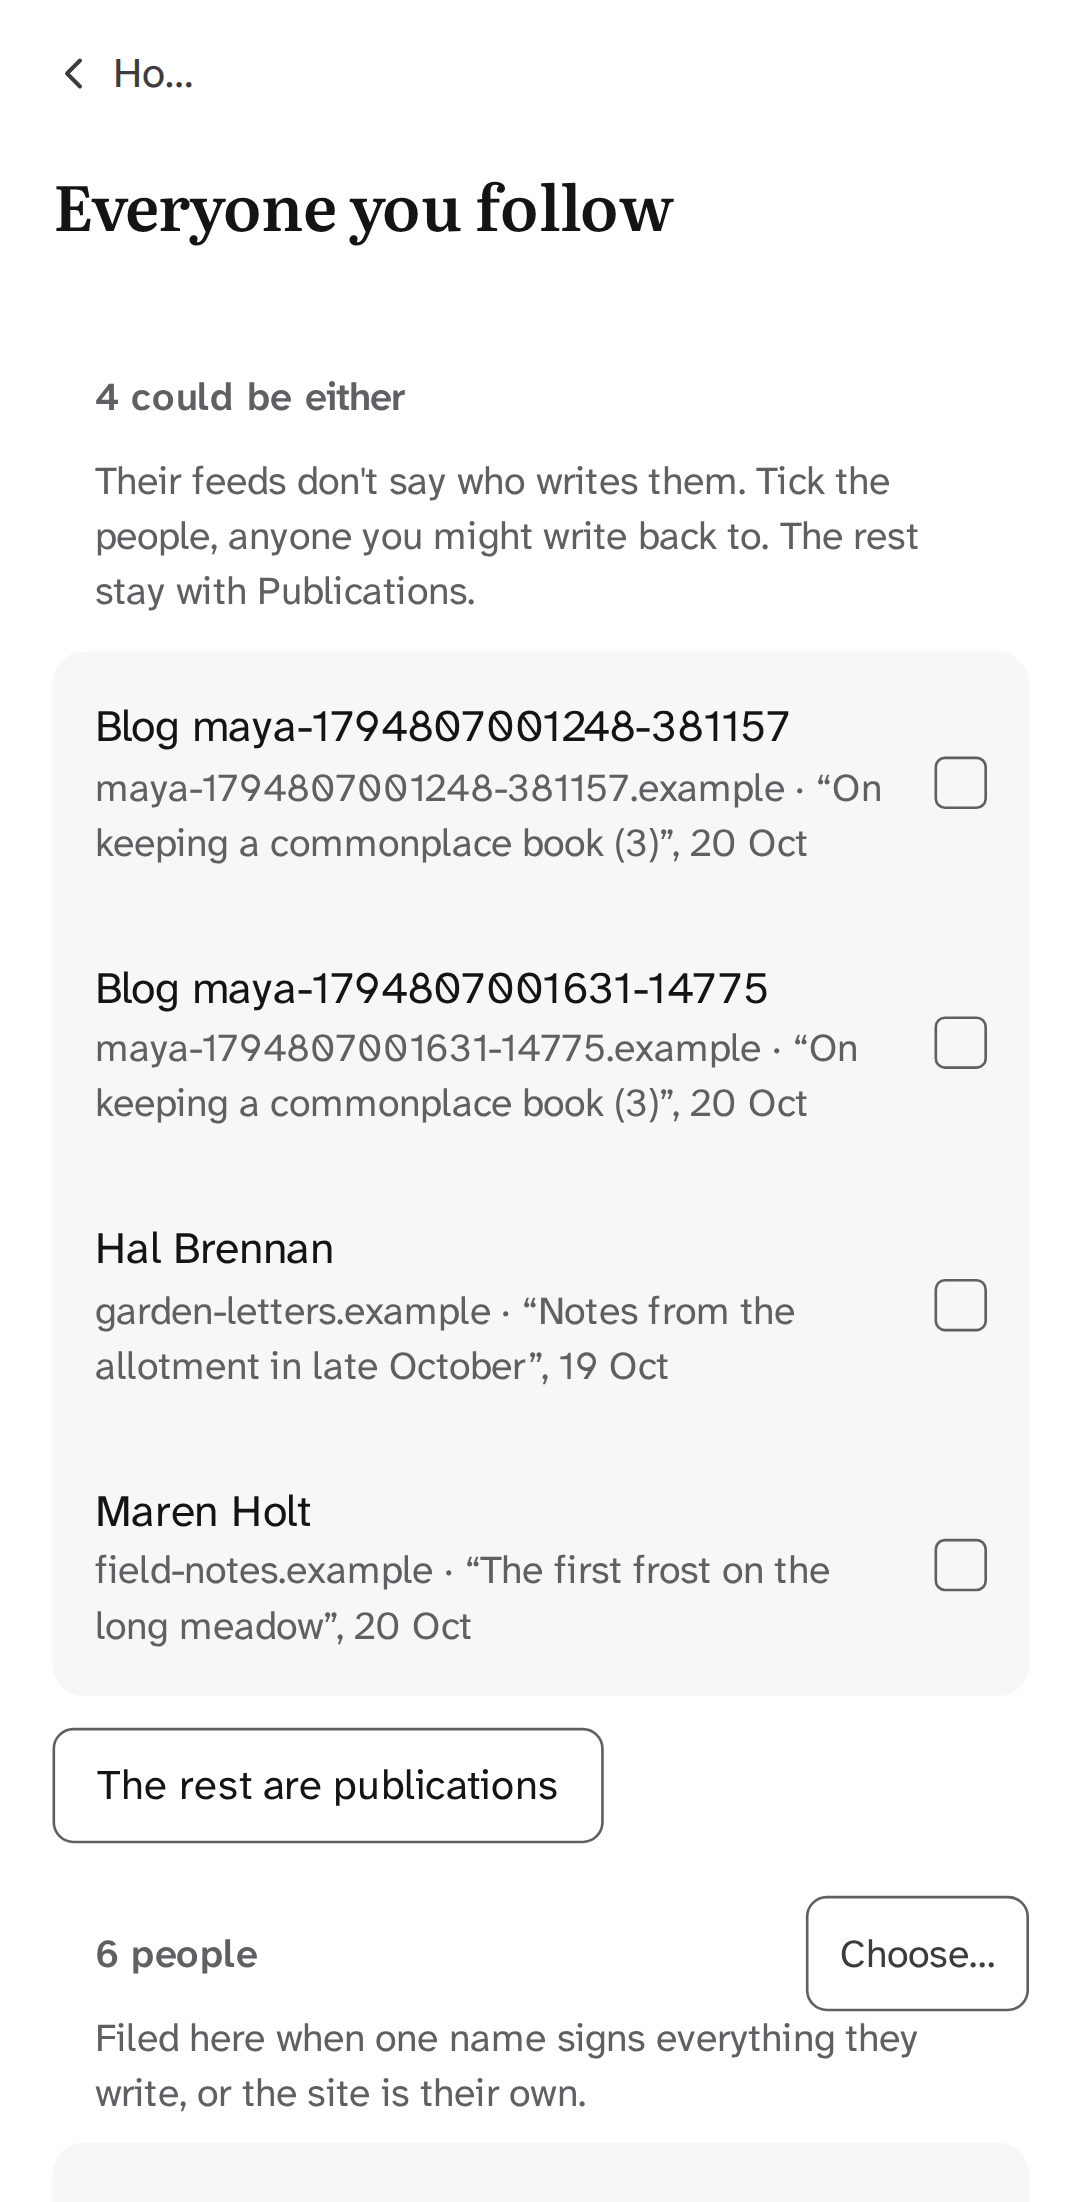 Ho...
Everyone you follow
4 could be either
Their feeds don't say who writes them. Tick the
people, anyone you might write back to. The rest
stay with Publications.
Blog maya-1794807001248-381157
maya-1794807001248-381157.example · “On
keeping a commonplace book (3)”, 20 Oct
Blog maya-1794807001631-14775
maya-1794807001631-14775.example · “On
keeping a commonplace book (3)”, 20 Oct
Hal Brennan
garden-letters.example · “Notes from the
allotment in late October”, 19 Oct
Maren Holt
field-notes.example · “The first frost on the
long meadow”, 20 Oct
The rest are publications
6 people
Choose...
Filed here when one name signs everything they
write, or the site is their own.